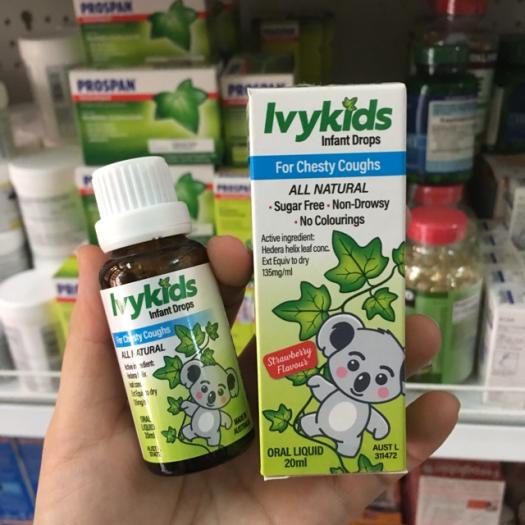 PROSPAN
PROSPAN
Ivykids
Infant Drops
For Chesty Coughs
ALL NATURAL
• Sugar Free • Non-Drowsy
• No Colourings
Active ingredient:
Hedera helix leaf conc.
Ext Equiv to dry
135mg/ml
Strawberry
Flavour
ORAL LIQUID
20ml
AUST L
311472
Ivykids
Infant Drops
For Chesty Coughs
ALL NATURAL
ORAL
LIQUID